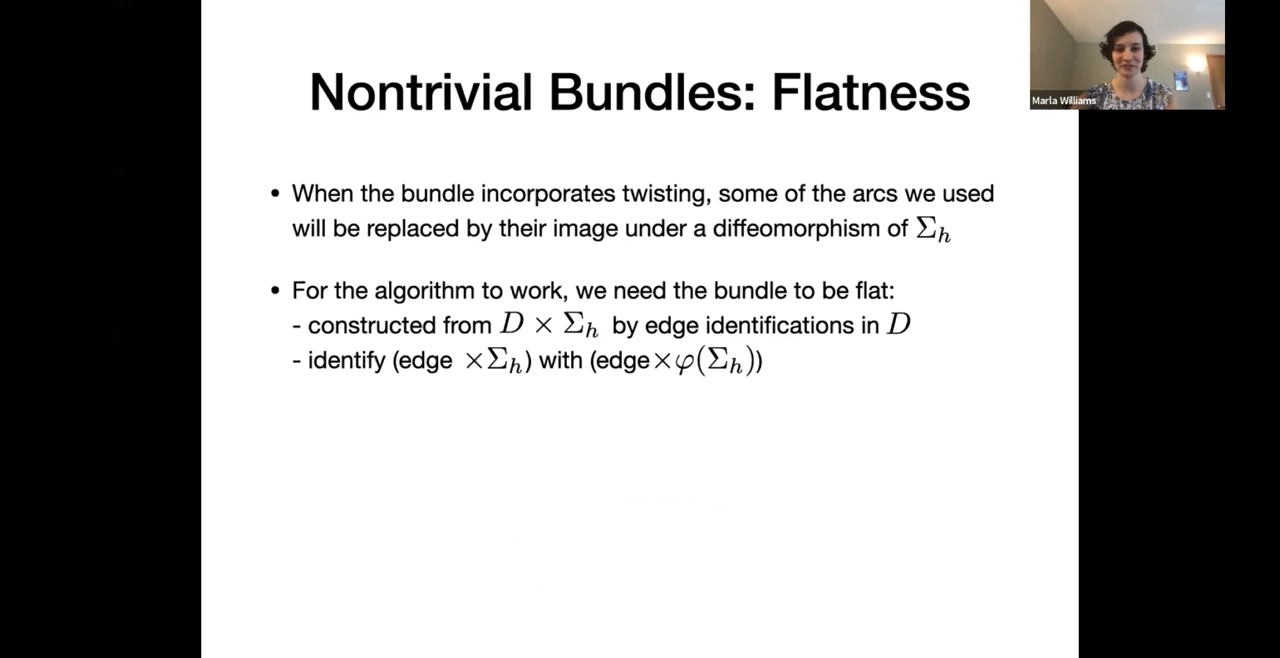 Nontrivial Bundles: Flatness
Marla Williams
• When the bundle incorporates twisting, some of the arcs we used
will be replaced by their image under a diffeomorphism of Σₕ
• For the algorithm to work, we need the bundle to be flat:
- constructed from D × Σₕ by edge identifications in D
- identify (edge ×Σₕ) with (edge×φ(Σₕ))